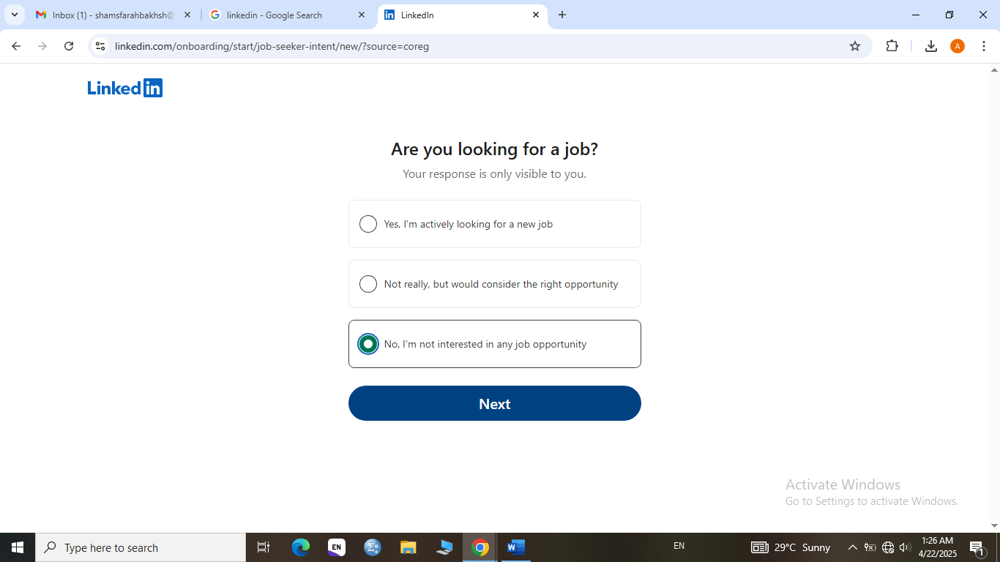 Inbox (1) - shamsfarahbakhsh@
linkedin - Google Search
LinkedIn
linkedin.com/onboarding/start/job-seeker-intent/new/?source=coreg
A
Linked in
Are you looking for a job?
Your response is only visible to you.
Yes, I'm actively looking for a new job
Not really, but would consider the right opportunity
No, I'm not interested in any job opportunity
Next
Activate Windows
Go to Settings to activate Windows.
Type here to search
EN
W
EN
29°C Sunny
1:26 AM
4/22/2025
1